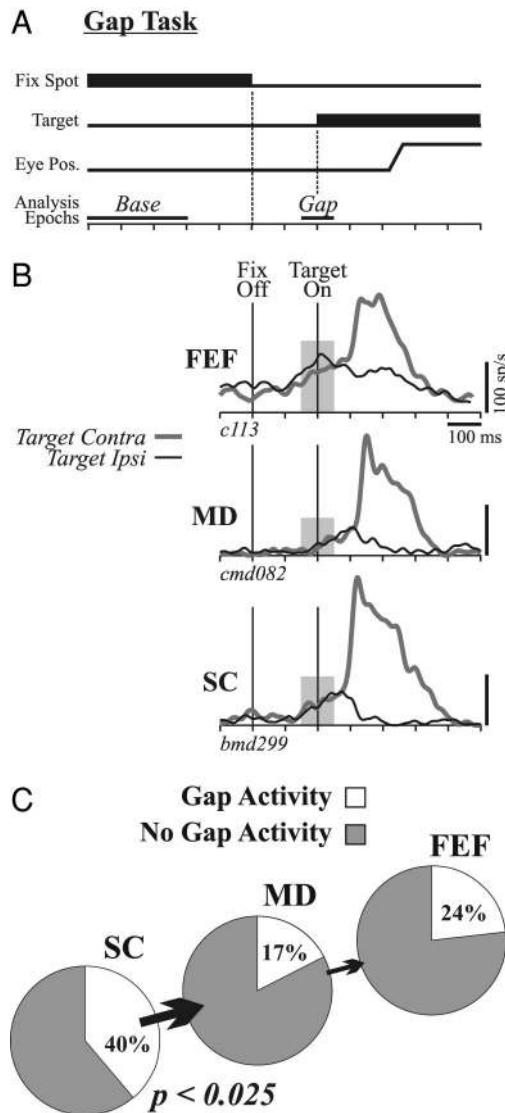 A Gap Task
Fix Spot
Target
Eye Pos.
Analysis
Epochs
Base
Gap
B
Fix
Off
Target
On
FEF
100 sp/s
c113
100 ms
Target Contra
Target Ipsi
MD
cmd082
SC
bmd299
C
Gap Activity
No Gap Activity
FEF
24%
MD
17%
SC
40%
p < 0.025